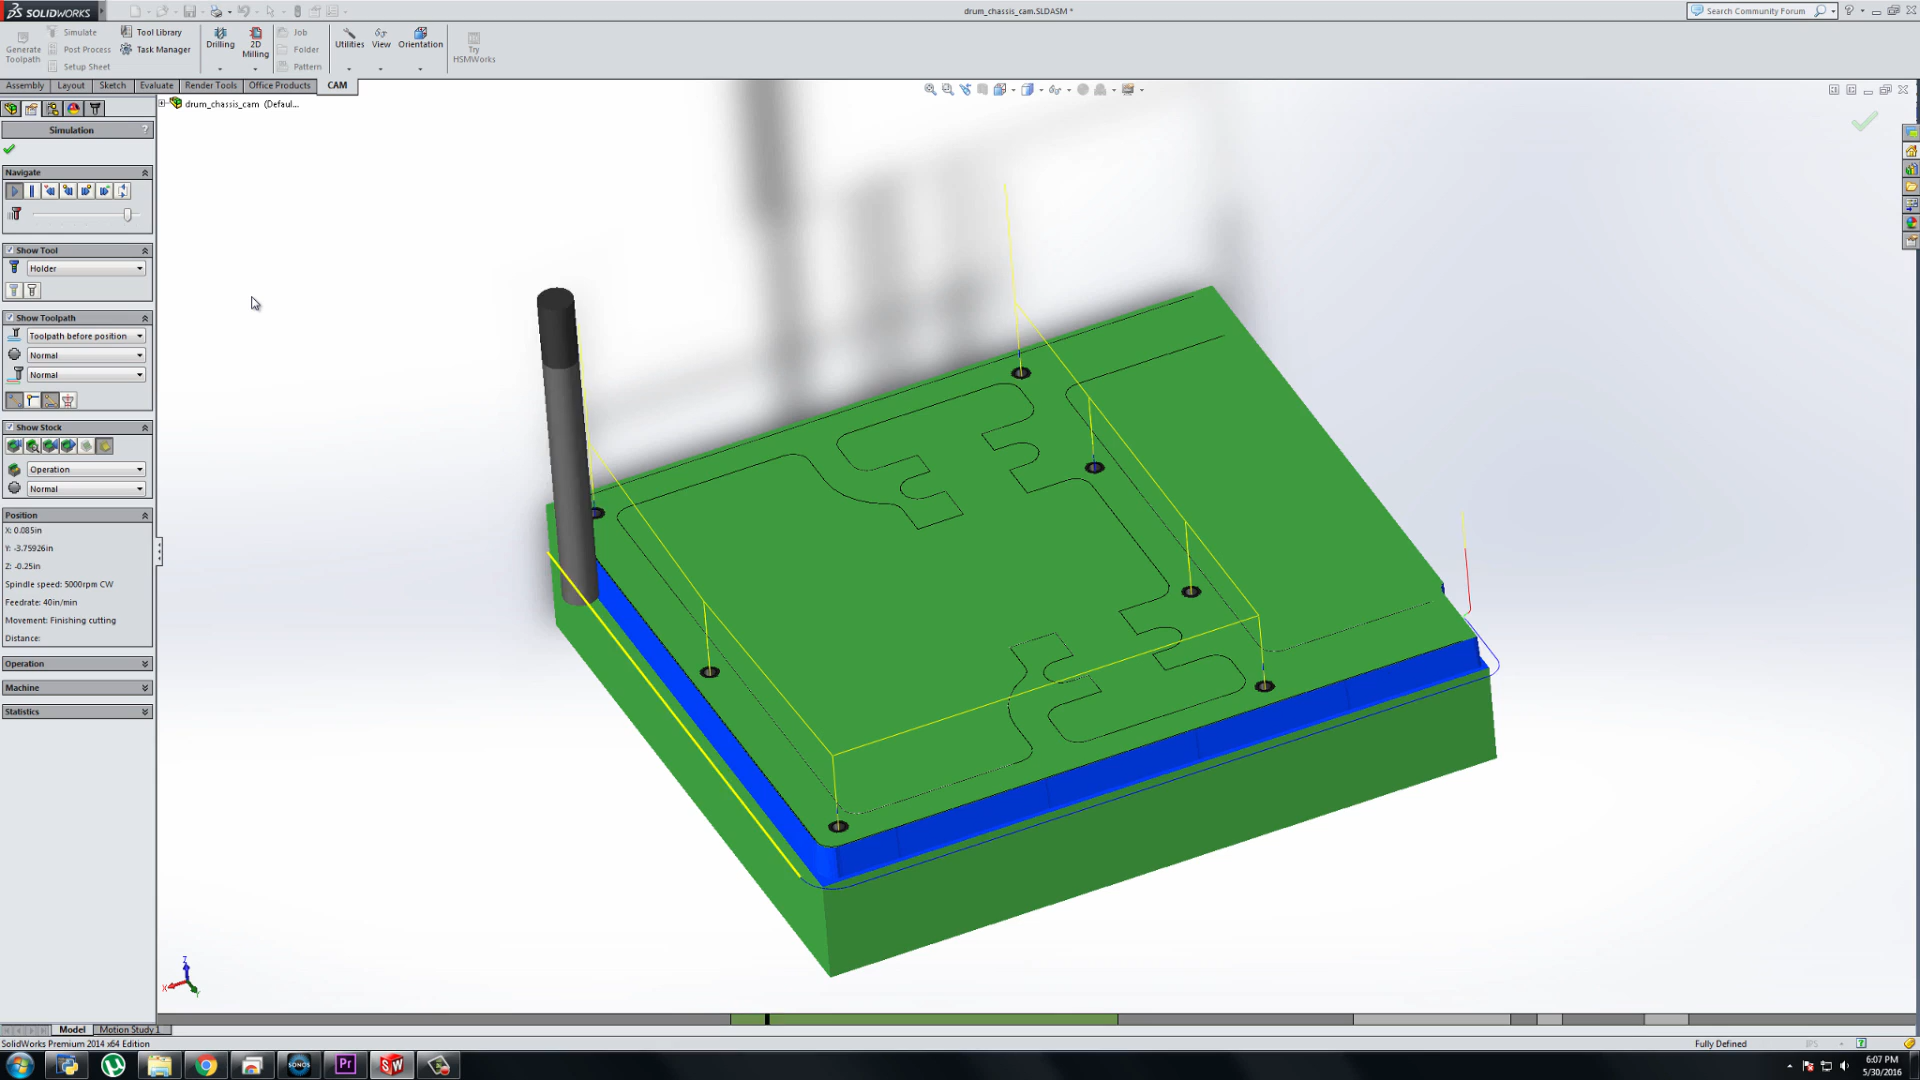 SOLIDWORKS
drum_chassis_cam.SLDASM *
Search Community Forum
Generate
Toolpath
Simulate
Post Process
Setup Sheet
Tool Library
Task Manager
Drilling
2D
Milling
Job
Folder
Pattern
Utilities
View
Orientation
Try
HSMWorks
Assembly
Layout
Sketch
Evaluate
Render Tools
Office Products
CAM
drum_chassis_cam (Defaul...
Simulation
?
Navigate
Show Tool
Holder
Show Toolpath
Toolpath before position
Normal
Normal
Show Stock
Operation
Normal
Position
X: 0.085in
Y: -3.75926in
Z: -0.25in
Spindle speed: 5000rpm CW
Feedrate: 40in/min
Movement: Finishing cutting
Distance:
Operation
Machine
Statistics
Z
X
Y
Model
Motion Study 1
SolidWorks Premium 2014 x64 Edition
Fully Defined
IPS
SONOS
Pr
SW
6:07 PM
5/30/2016